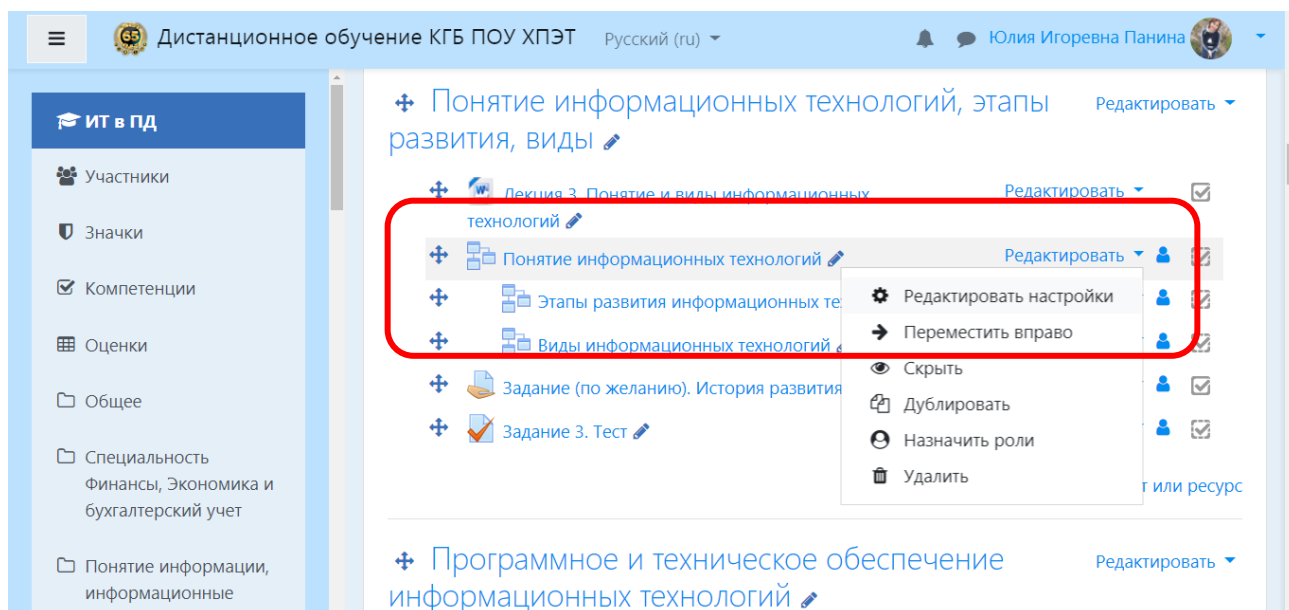 Дистанционное обучение КГБ ПОУ ХПЭТ Русский (ru) Юлия Игоревна Панина
ИТ в ПД
Участники
Значки
Компетенции
Оценки
Общее
Специальность
Финансы, Экономика и
бухгалтерский учет
Понятие информации,
информационные
Понятие информационных технологий, этапы Редактировать
развития, виды
Лекция 3. Понятие и виды информационных Редактировать
технологий
Понятие информационных технологий Редактировать
Этапы развития информационных те
Виды информационных технологий
Задание (по желанию). История развития
Задание 3. Тест
Редактировать настройки
Переместить вправо
Скрыть
Дублировать
Назначить роли
Удалить
т или ресурс
Программное и техническое обеспечение Редактировать
информационных технологий